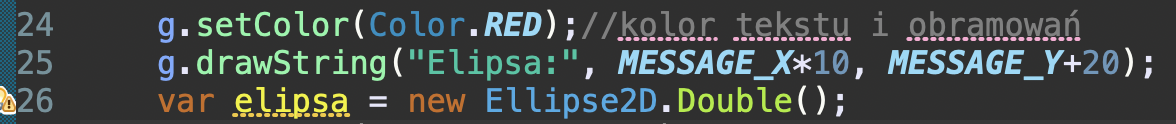 24 g.setColor(Color.RED);//kolor tekstu i obramowań
25 g.drawString("Elipsa:", MESSAGE_X*10, MESSAGE_Y+20);
26 var elipsa = new Ellipse2D.Double();